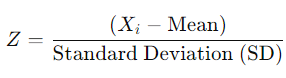 Z = (X_i − Mean) / Standard Deviation (SD)